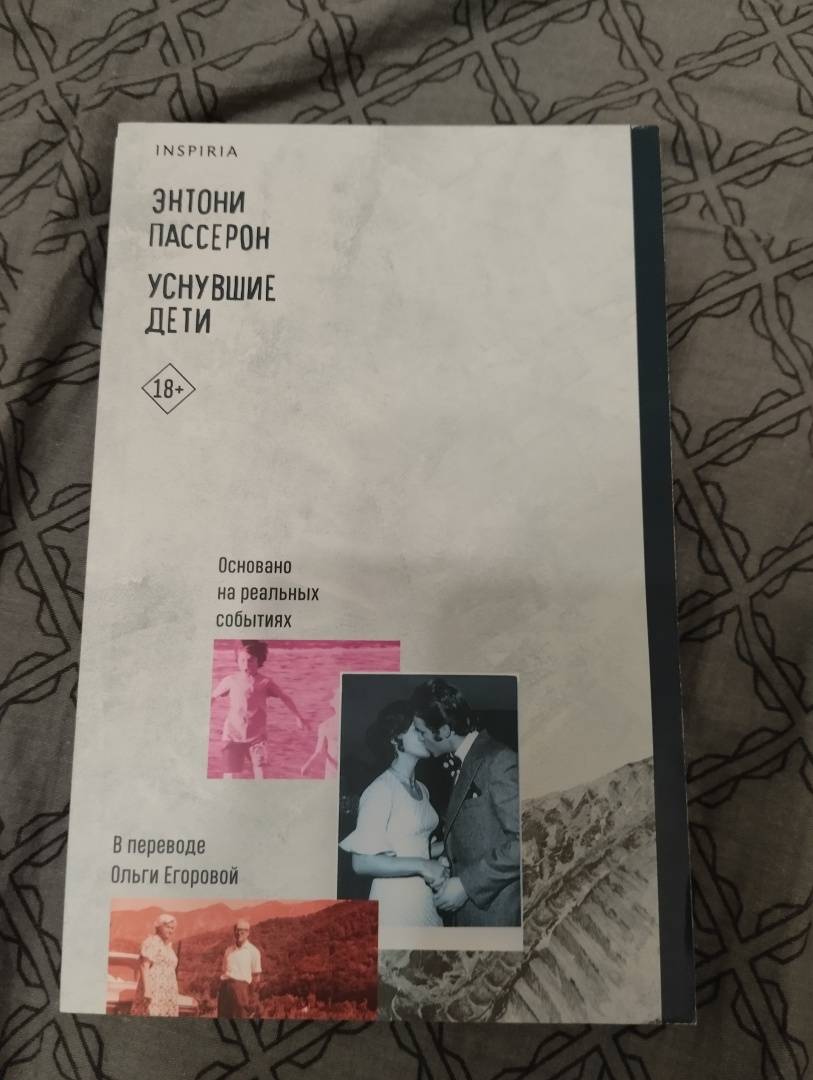 INSPIRIA
ЭНТОНИ
ПАССЕРОН
УСНУВШИЕ
ДЕТИ
18+
Основано
на реальных
событиях
В переводе
Ольги Егоровой